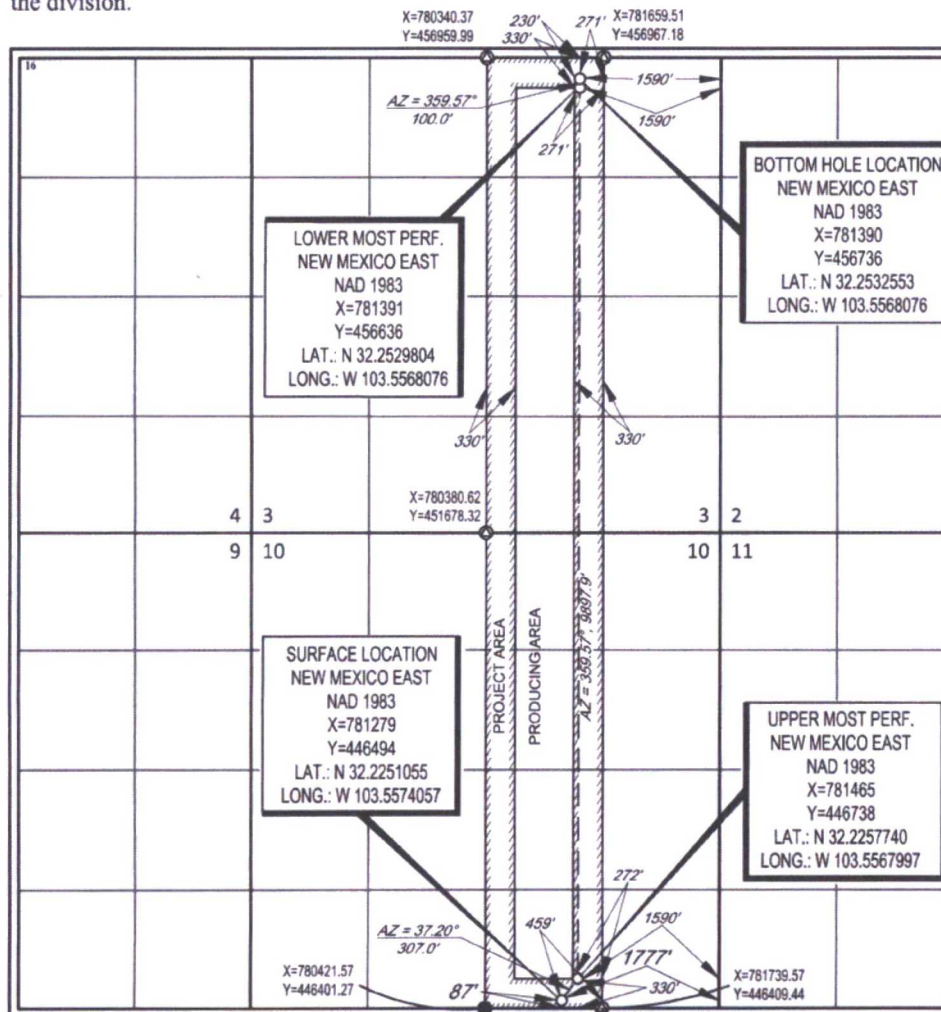 the division.
X=780340.37
Y=456959.99
230'
330'
271'
X=781659.51
Y=456967.18
16
AZ = 359.57°
100.0'
1590'
1590'
271'
BOTTOM HOLE LOCATION
NEW MEXICO EAST
NAD 1983
X=781390
Y=456736
LAT.: N 32.2532553
LONG.: W 103.5568076
LOWER MOST PERF.
NEW MEXICO EAST
NAD 1983
X=781391
Y=456636
LAT.: N 32.2529804
LONG.: W 103.5568076
330'
330'
X=780380.62
Y=451678.32
4 3
9 10
3 2
10 11
PROJECT AREA
PRODUCING AREA
AZ = 359.57°, 9897.9'
SURFACE LOCATION
NEW MEXICO EAST
NAD 1983
X=781279
Y=446494
LAT.: N 32.2251055
LONG.: W 103.5574057
UPPER MOST PERF.
NEW MEXICO EAST
NAD 1983
X=781465
Y=446738
LAT.: N 32.2257740
LONG.: W 103.5567997
272'
459'
1590'
AZ = 37.20°
307.0'
1777'
X=780421.57
Y=446401.27
87'
330'
X=781739.57
Y=446409.44